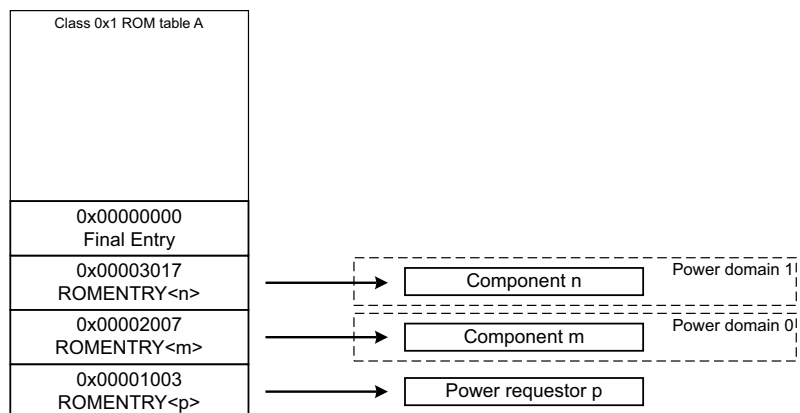 Class 0x1 ROM table A
0x00000000
Final Entry
0x00003017
ROMENTRY<n>
Component n
Power domain 1
0x00002007
ROMENTRY<m>
Component m
Power domain 0
0x00001003
ROMENTRY<p>
Power requestor p